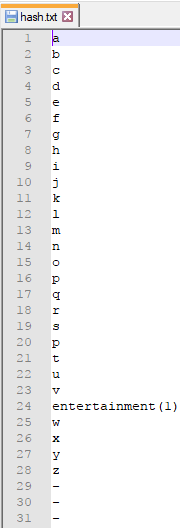 hash.txt
1 a
2 b
3 c
4 d
5 e
6 f
7 g
8 h
9 i
10 j
11 k
12 l
13 m
14 n
15 o
16 p
17 q
18 r
19 s
20 p
21 t
22 u
23 v
24 entertainment(1)
25 w
26 x
27 y
28 z
29 -
30 -
31 -